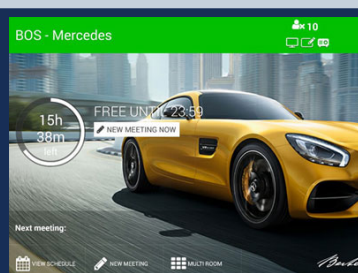 BOS - Mercedes
x 10
15h
38m
left
FREE UNTIL 23:59
NEW MEETING NOW
Next meeting:
VIEW SCHEDULE
NEW MEETING
MULTI ROOM